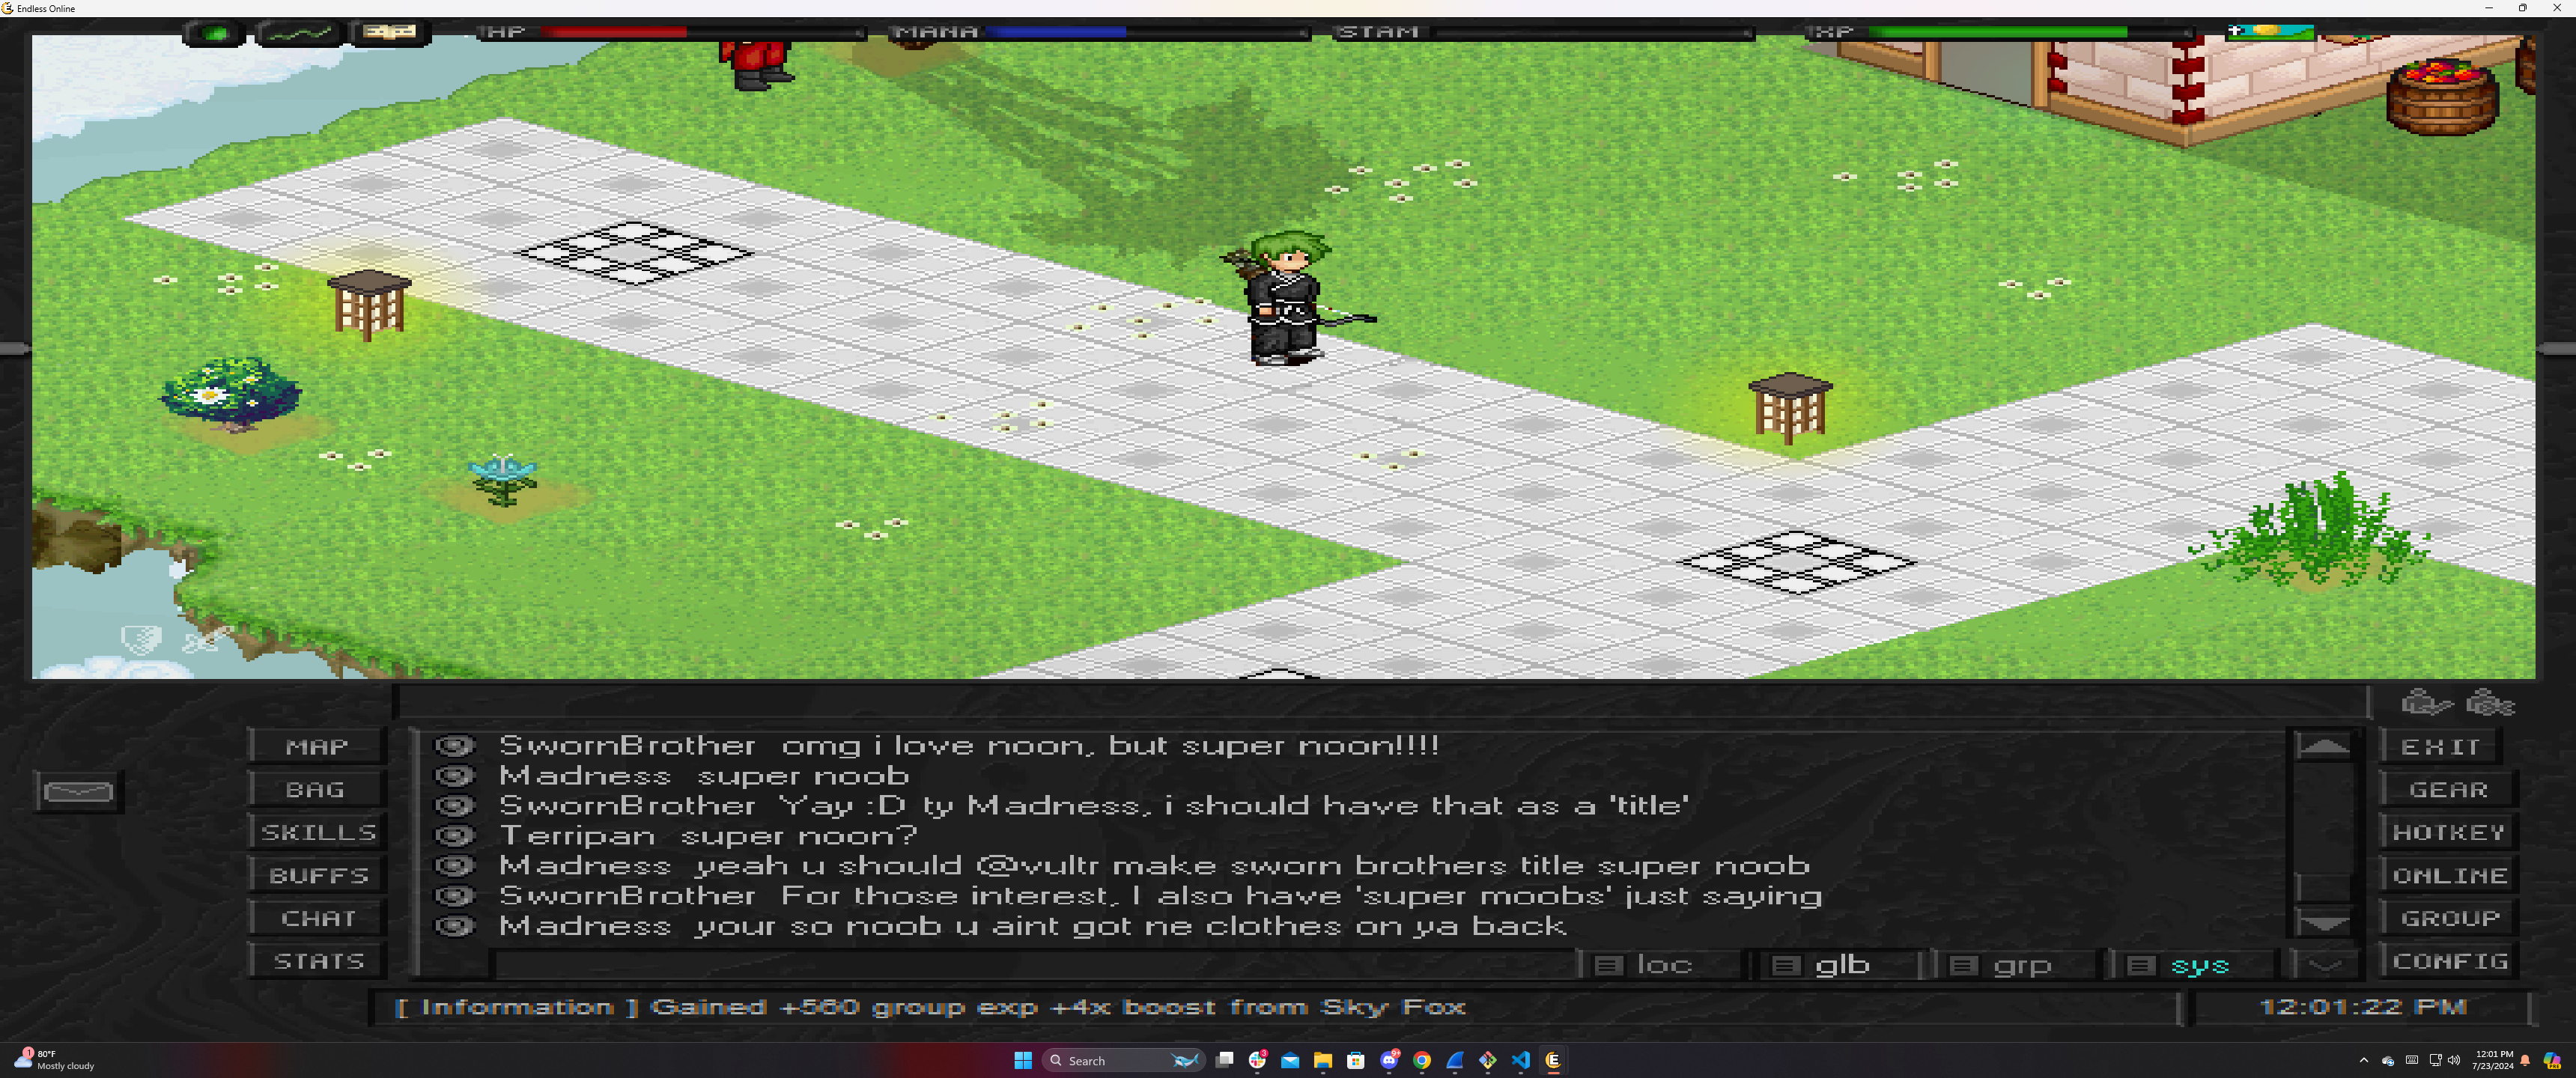 Endless Online
HP MANA STAM XP
MAP
BAG
SKILLS
BUFFS
CHAT
STATS
SwornBrother omg i love noon, but super noon!!!!
Madness super noob
SwornBrother Yay :D ty Madness, i should have that as a 'title'
Terripan super noon?
Madness yeah u should @vultr make sworn brothers title super noob
SwornBrother For those interest, I also have 'super moobs' just saying
Madness your so noob u aint got ne clothes on ya back
loc glb grp sys
EXIT
GEAR
HOTKEY
ONLINE
GROUP
CONFIG
[ Information ] Gained +560 group exp +4x boost from Sky Fox
12:01:22 PM
1
80°F
Mostly cloudy
Search
3
9+
12:01 PM
7/23/2024